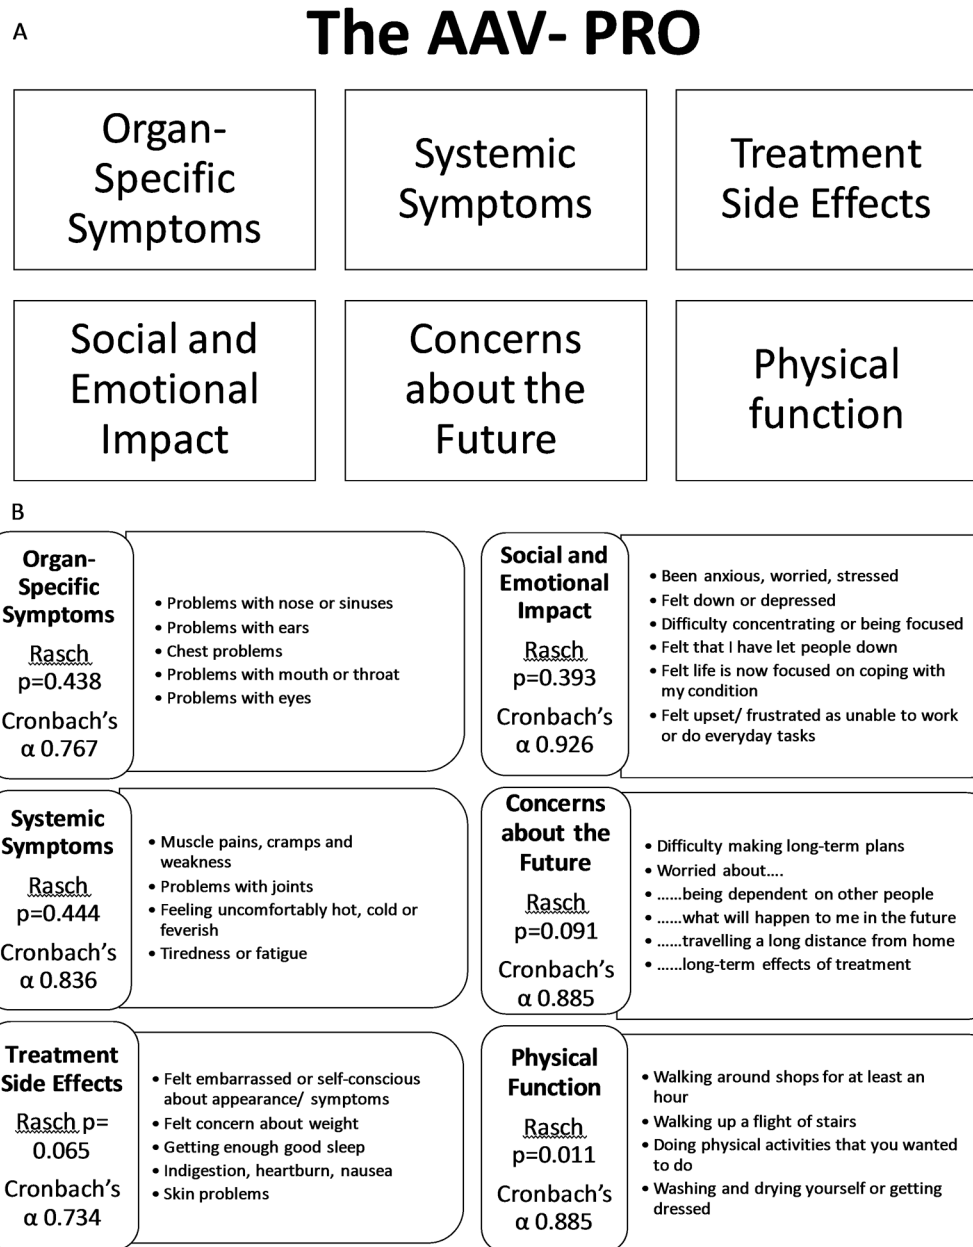 A
The AAV- PRO
Organ-
Specific
Symptoms
Systemic
Symptoms
Treatment
Side Effects
Social and
Emotional
Impact
Concerns
about the
Future
Physical
function
B
Organ-
Specific
Symptoms
Rasch
p=0.438
Cronbach's
α 0.767
• Problems with nose or sinuses
• Problems with ears
• Chest problems
• Problems with mouth or throat
• Problems with eyes
Social and
Emotional
Impact
Rasch
p=0.393
Cronbach's
α 0.926
• Been anxious, worried, stressed
• Felt down or depressed
• Difficulty concentrating or being focused
• Felt that I have let people down
• Felt life is now focused on coping with
my condition
• Felt upset/ frustrated as unable to work
or do everyday tasks
Systemic
Symptoms
Rasch
p=0.444
Cronbach's
α 0.836
• Muscle pains, cramps and
weakness
• Problems with joints
• Feeling uncomfortably hot, cold or
feverish
• Tiredness or fatigue
Concerns
about the
Future
Rasch
p=0.091
Cronbach's
α 0.885
• Difficulty making long-term plans
• Worried about....
• ......being dependent on other people
• ......what will happen to me in the future
• ......travelling a long distance from home
• ......long-term effects of treatment
Treatment
Side Effects
Rasch p=
0.065
Cronbach's
α 0.734
• Felt embarrassed or self-conscious
about appearance/ symptoms
• Felt concern about weight
• Getting enough good sleep
• Indigestion, heartburn, nausea
• Skin problems
Physical
Function
Rasch
p=0.011
Cronbach's
α 0.885
• Walking around shops for at least an
hour
• Walking up a flight of stairs
• Doing physical activities that you wanted
to do
• Washing and drying yourself or getting
dressed